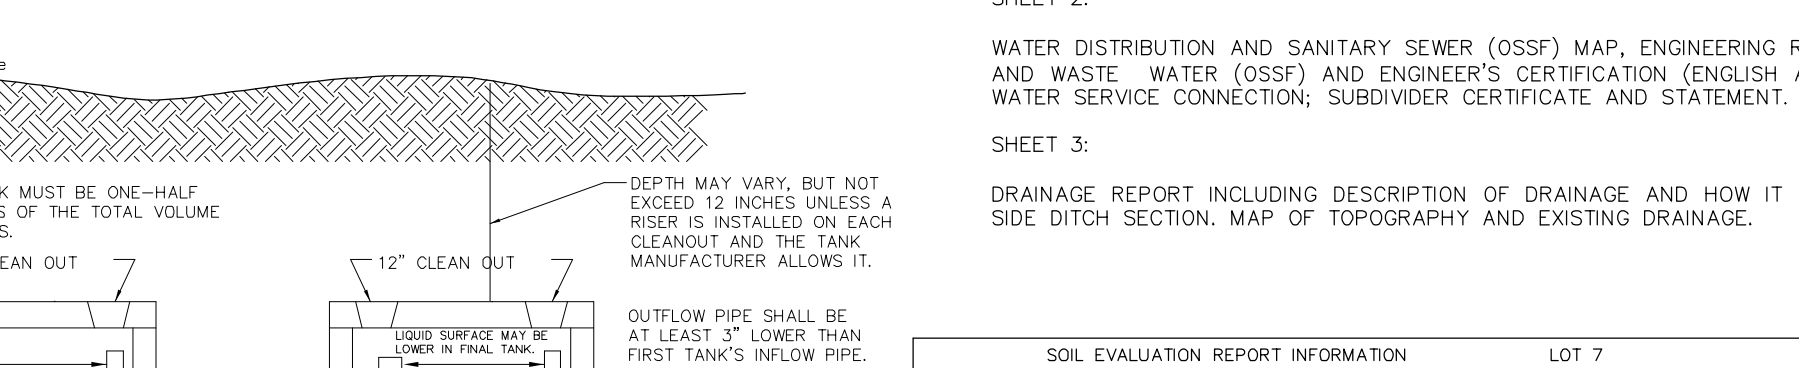 WATER DISTRIBUTION AND SANITARY SEWER (OSSF) MAP, ENGINEERING
AND WASTE WATER (OSSF) AND ENGINEER'S CERTIFICATION (ENGLISH
WATER SERVICE CONNECTION; SUBDIVIDER CERTIFICATE AND STATEMENT.
SHEET 3:
DRAINAGE REPORT INCLUDING DESCRIPTION OF DRAINAGE AND HOW IT
SIDE DITCH SECTION. MAP OF TOPOGRAPHY AND EXISTING DRAINAGE.
MUST BE ONE-HALF
OF THE TOTAL VOLUME
OUT
12" CLEAN OUT
DEPTH MAY VARY, BUT NOT
EXCEED 12 INCHES UNLESS A
RISER IS INSTALLED ON EACH
CLEANOUT AND THE TANK
MANUFACTURER ALLOWS IT.
OUTFLOW PIPE SHALL BE
AT LEAST 3" LOWER THAN
FIRST TANK'S INFLOW PIPE.
LIQUID SURFACE MAY BE
LOWER IN FINAL TANK.
SOIL EVALUATION REPORT INFORMATION LOT 7